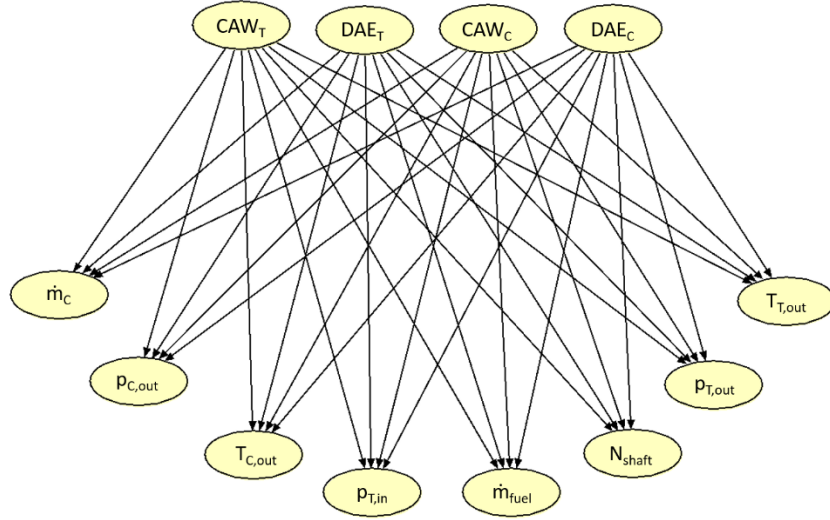 CAW_T
DAE_T
CAW_C
DAE_C
ṁ_C
T_T,out
p_C,out
p_T,out
T_C,out
N_shaft
p_T,in
ṁ_fuel